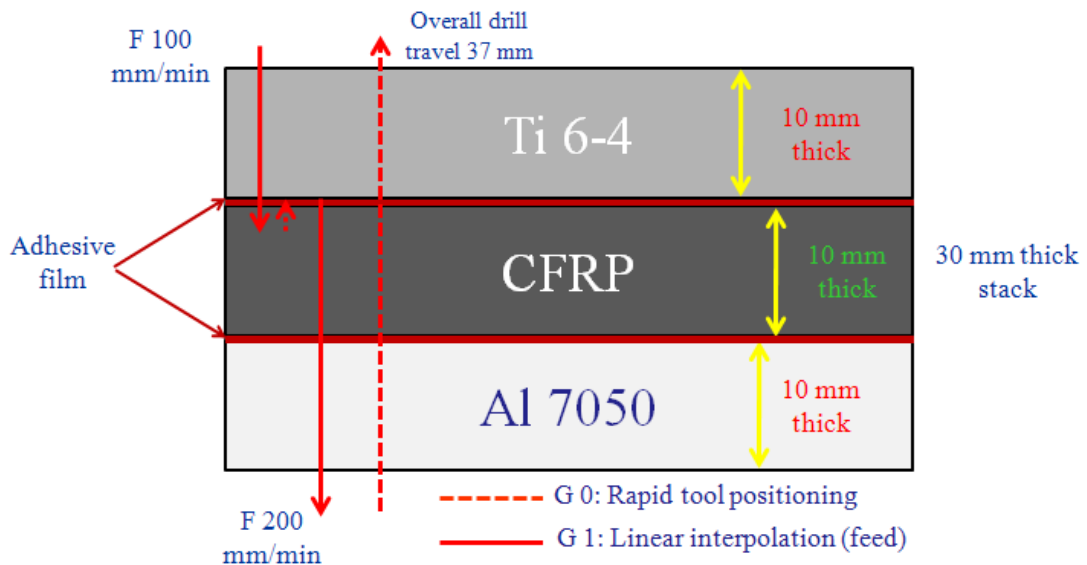 F 100
mm/min
Overall drill
travel 37 mm
Ti 6-4
10 mm
thick
Adhesive
film
CFRP
10 mm
thick
30 mm thick
stack
Al 7050
10 mm
thick
F 200
mm/min
G 0: Rapid tool positioning
G 1: Linear interpolation (feed)